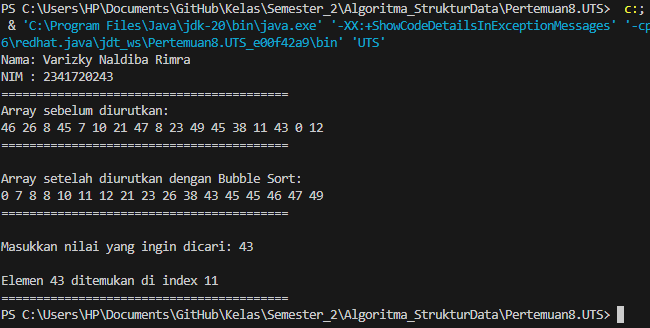 PS C:\Users\HP\Documents\GitHub\Kelas\Semester_2\Algoritma_StrukturData\Pertemuan8.UTS> c:;
& 'C:\Program Files\Java\jdk-20\bin\java.exe' '-XX:+ShowCodeDetailsInExceptionMessages' '-cp
6\redhat.java\jdt_ws\Pertemuan8.UTS_e00f42a9\bin' 'UTS'
Nama: Varizky Naldiba Rimra
NIM : 2341720243
=========================================
Array sebelum diurutkan:
46 26 8 45 7 10 21 47 8 23 49 45 38 11 43 0 12
=========================================
Array setelah diurutkan dengan Bubble Sort:
0 7 8 8 10 11 12 21 23 26 38 43 45 45 46 47 49
=========================================
Masukkan nilai yang ingin dicari: 43
Elemen 43 ditemukan di index 11
=========================================
PS C:\Users\HP\Documents\GitHub\Kelas\Semester_2\Algoritma_StrukturData\Pertemuan8.UTS>